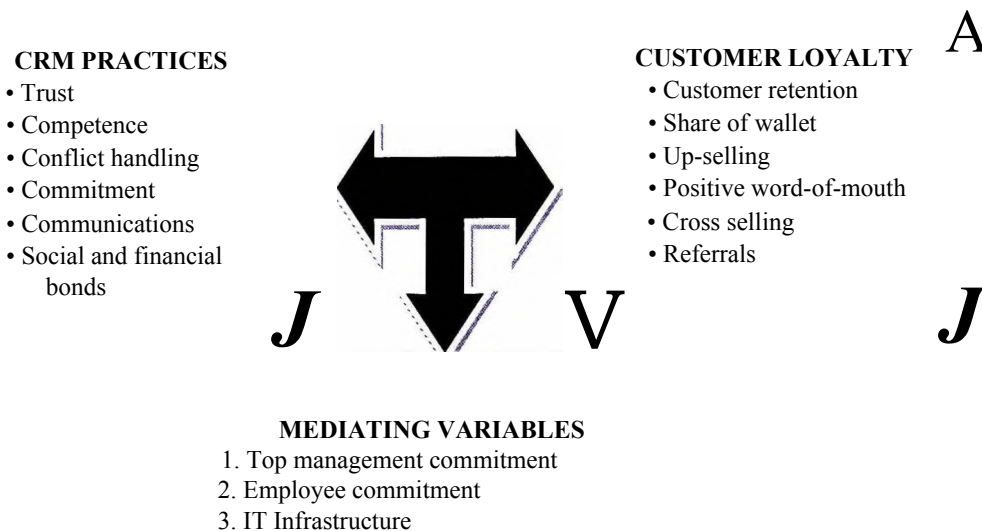 CRM PRACTICES
• Trust
• Competence
• Conflict handling
• Commitment
• Communications
• Social and financial
bonds
CUSTOMER LOYALTY
• Customer retention
• Share of wallet
• Up-selling
• Positive word-of-mouth
• Cross selling
• Referrals
A
J
V
J
MEDIATING VARIABLES
1. Top management commitment
2. Employee commitment
3. IT Infrastructure